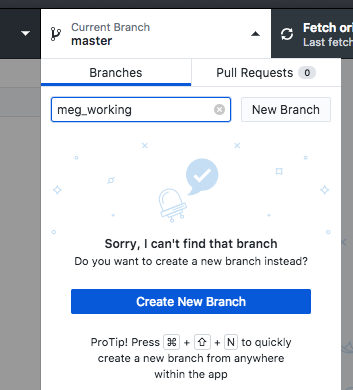 Current Branch
master
Fetch ori
Last fetch
Branches
Pull Requests 0
meg_working
New Branch
Sorry, I can't find that branch
Do you want to create a new branch instead?
Create New Branch
ProTip! Press ⌘ + ⇧ + N to quickly
create a new branch from anywhere
within the app